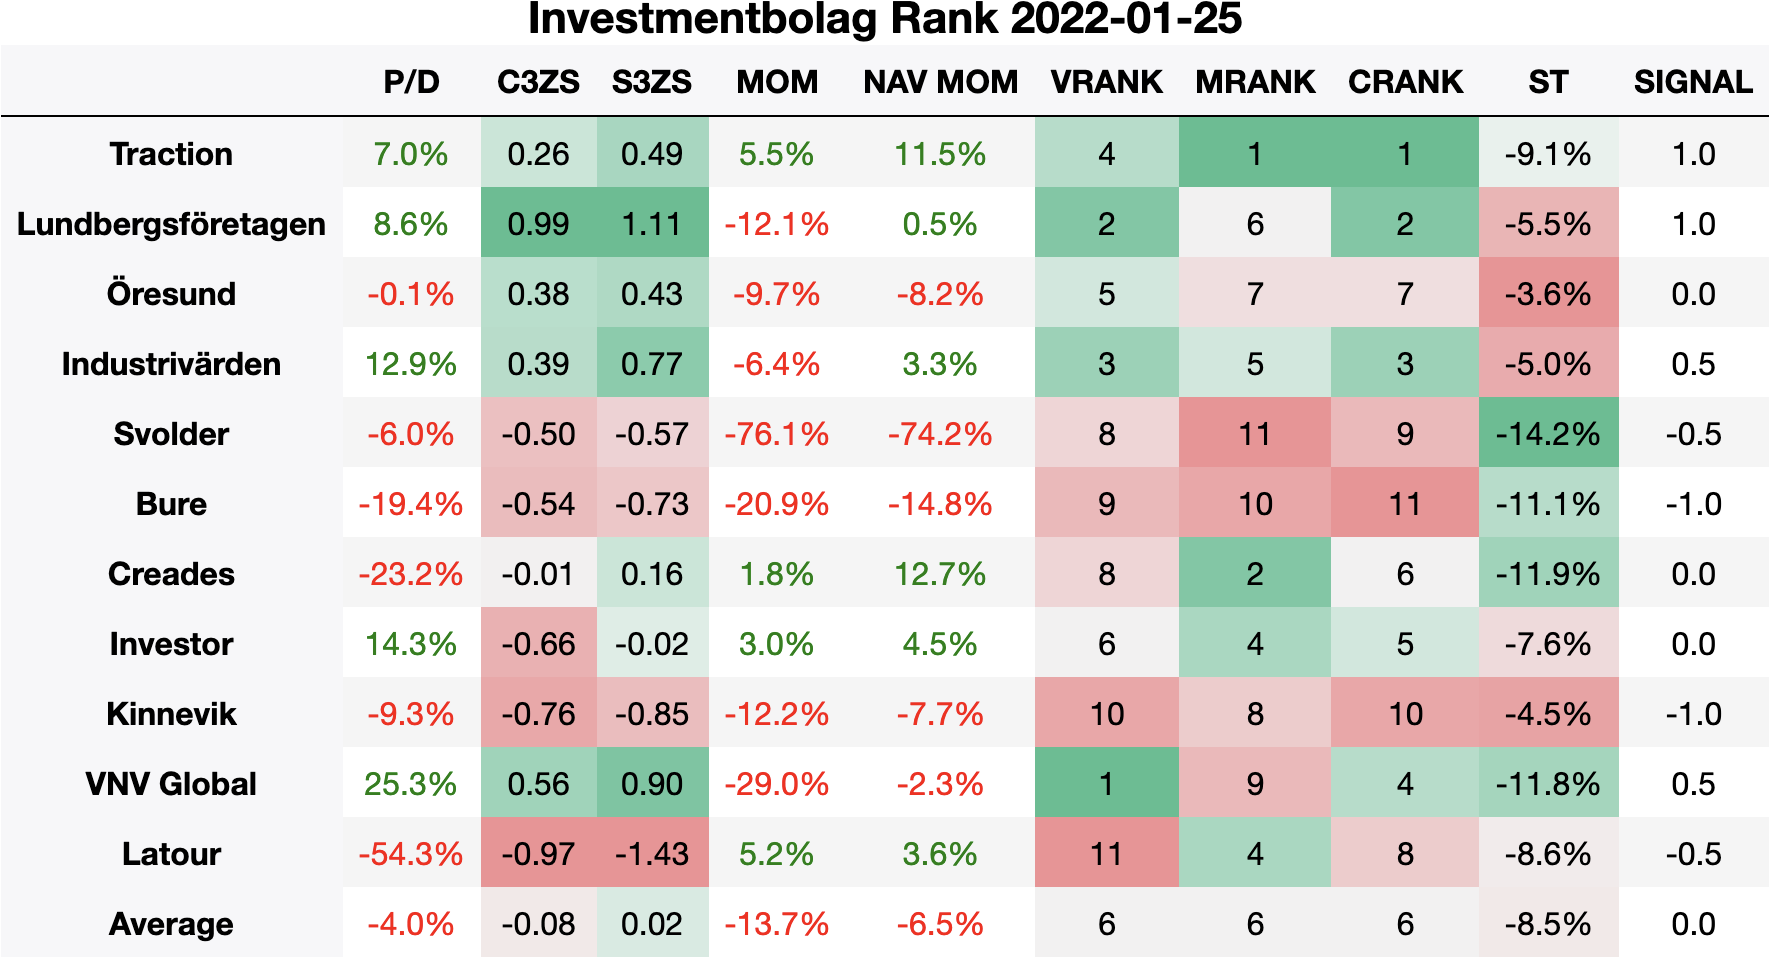 Investmentbolag Rank 2022-01-25
P/D C3ZS S3ZS MOM NAV MOM VRANK MRANK CRANK ST SIGNAL
Traction 7.0% 0.26 0.49 5.5% 11.5% 4 1 1 -9.1% 1.0
Lundbergsföretagen 8.6% 0.99 1.11 -12.1% 0.5% 2 6 2 -5.5% 1.0
Öresund -0.1% 0.38 0.43 -9.7% -8.2% 5 7 7 -3.6% 0.0
Industrivärden 12.9% 0.39 0.77 -6.4% 3.3% 3 5 3 -5.0% 0.5
Svolder -6.0% -0.50 -0.57 -76.1% -74.2% 8 11 9 -14.2% -0.5
Bure -19.4% -0.54 -0.73 -20.9% -14.8% 9 10 11 -11.1% -1.0
Creades -23.2% -0.01 0.16 1.8% 12.7% 8 2 6 -11.9% 0.0
Investor 14.3% -0.66 -0.02 3.0% 4.5% 6 4 5 -7.6% 0.0
Kinnevik -9.3% -0.76 -0.85 -12.2% -7.7% 10 8 10 -4.5% -1.0
VNV Global 25.3% 0.56 0.90 -29.0% -2.3% 1 9 4 -11.8% 0.5
Latour -54.3% -0.97 -1.43 5.2% 3.6% 11 4 8 -8.6% -0.5
Average -4.0% -0.08 0.02 -13.7% -6.5% 6 6 6 -8.5% 0.0